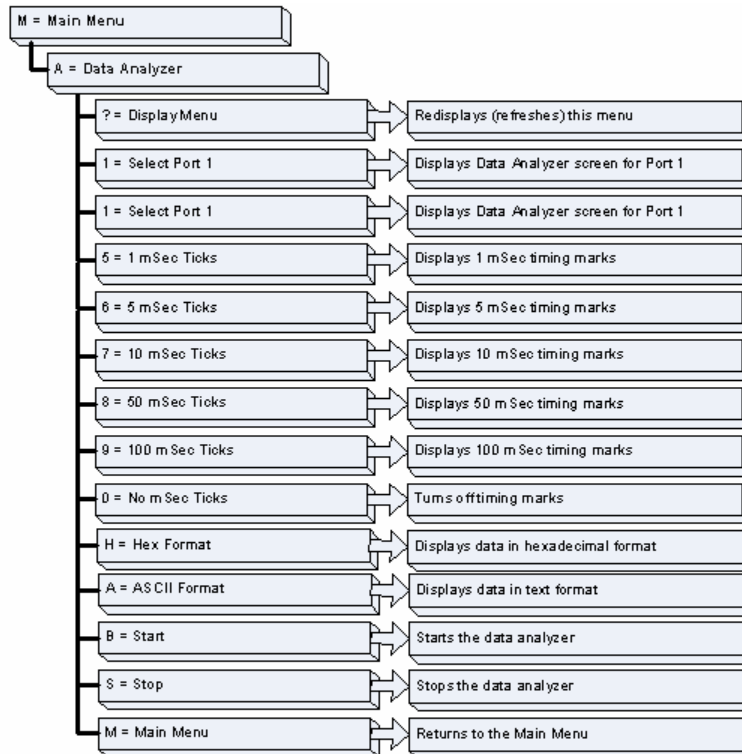 M = Main Menu
A = Data Analyzer
? = Display Menu
Redisplays (refreshes) this menu
1 = Select Port 1
Displays Data Analyzer screen for Port 1
1 = Select Port 1
Displays Data Analyzer screen for Port 1
5 = 1 mSec Ticks
Displays 1 mSec timing marks
6 = 5 mSec Ticks
Displays 5 mSec timing marks
7 = 10 mSec Ticks
Displays 10 mSec timing marks
8 = 50 mSec Ticks
Displays 50 mSec timing marks
9 = 100 mSec Ticks
Displays 100 mSec timing marks
0 = No mSec Ticks
Turns off timing marks
H = Hex Format
Displays data in hexadecimal format
A = ASCII Format
Displays data in text format
B = Start
Starts the data analyzer
S = Stop
Stops the data analyzer
M = Main Menu
Returns to the Main Menu